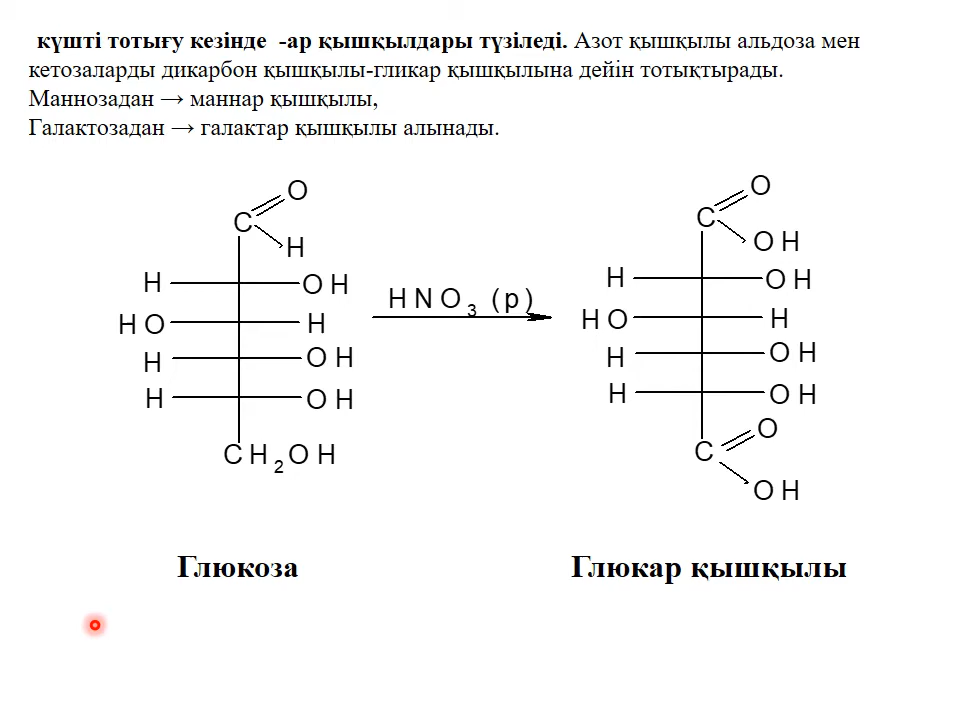 күшті тотығу кезінде -ар қышқылдары түзіледі. Азот қышқылы альдоза мен
кетозаларды дикарбон қышқылы-гликар қышқылына дейін тотықтырады.
Маннозадан → маннар қышқылы,
Галактозадан → галактар қышқылы алынады.
O
C
H
H OH
HO H
H OH
H OH
CH2OH
HNO3 (p)
O
C
OH
H OH
HO H
H OH
H OH
O
C
OH
Глюкоза
Глюкар қышқылы